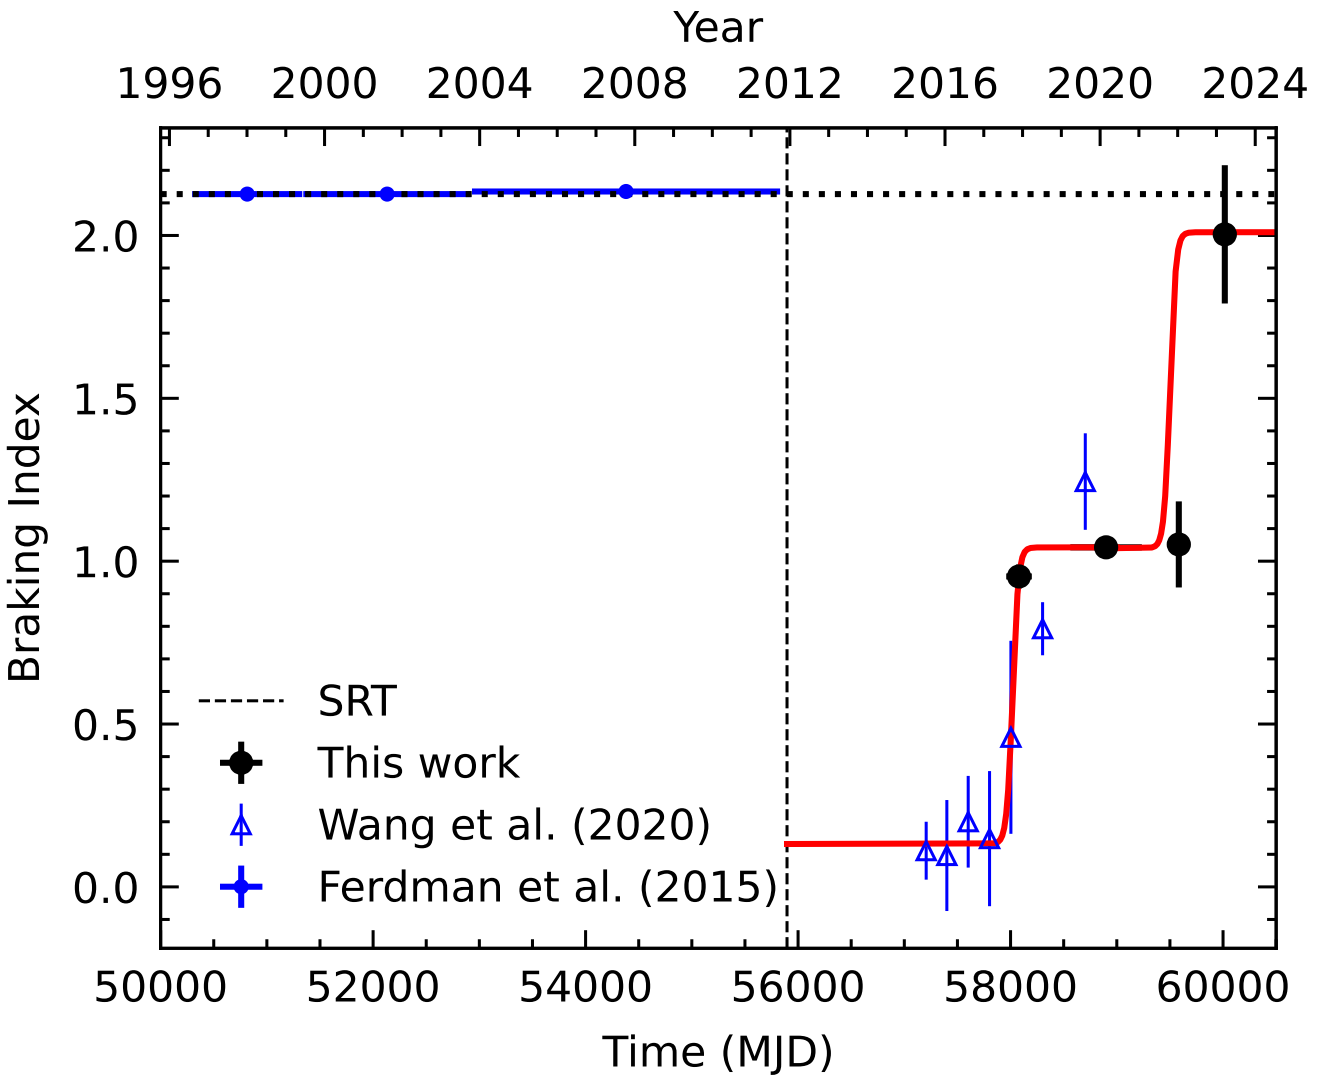 Year
1996 2000 2004 2008 2012 2016 2020 2024
2.0
1.5
1.0
0.5
0.0
Braking Index
SRT
This work
Wang et al. (2020)
Ferdman et al. (2015)
50000 52000 54000 56000 58000 60000
Time (MJD)